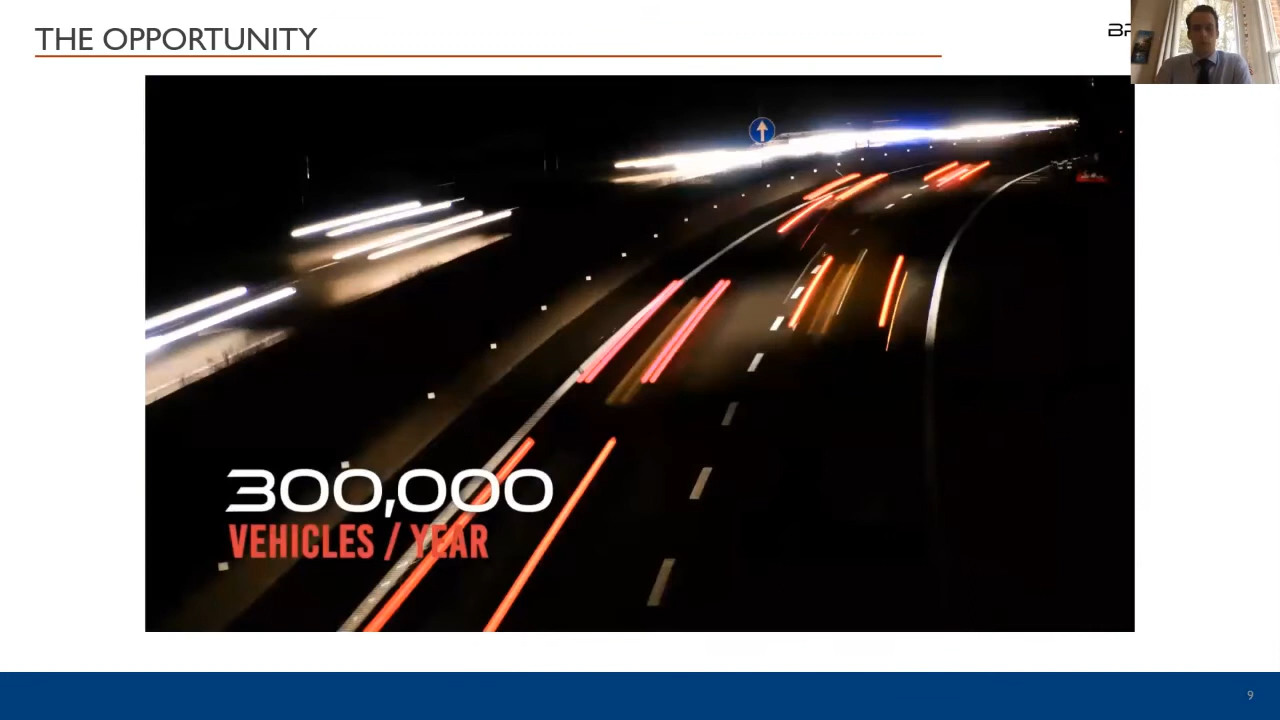 THE OPPORTUNITY
300,000
VEHICLES / YEAR
9